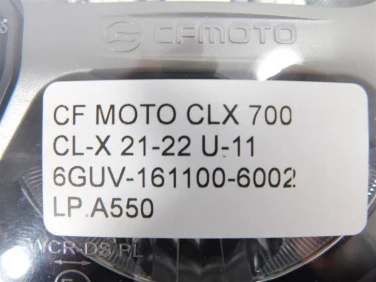 CFMOTO
CF MOTO CLX 700
CL-X 21-22 U-11
6GUV-161100-6002
LP.A550
WCR-DS PL